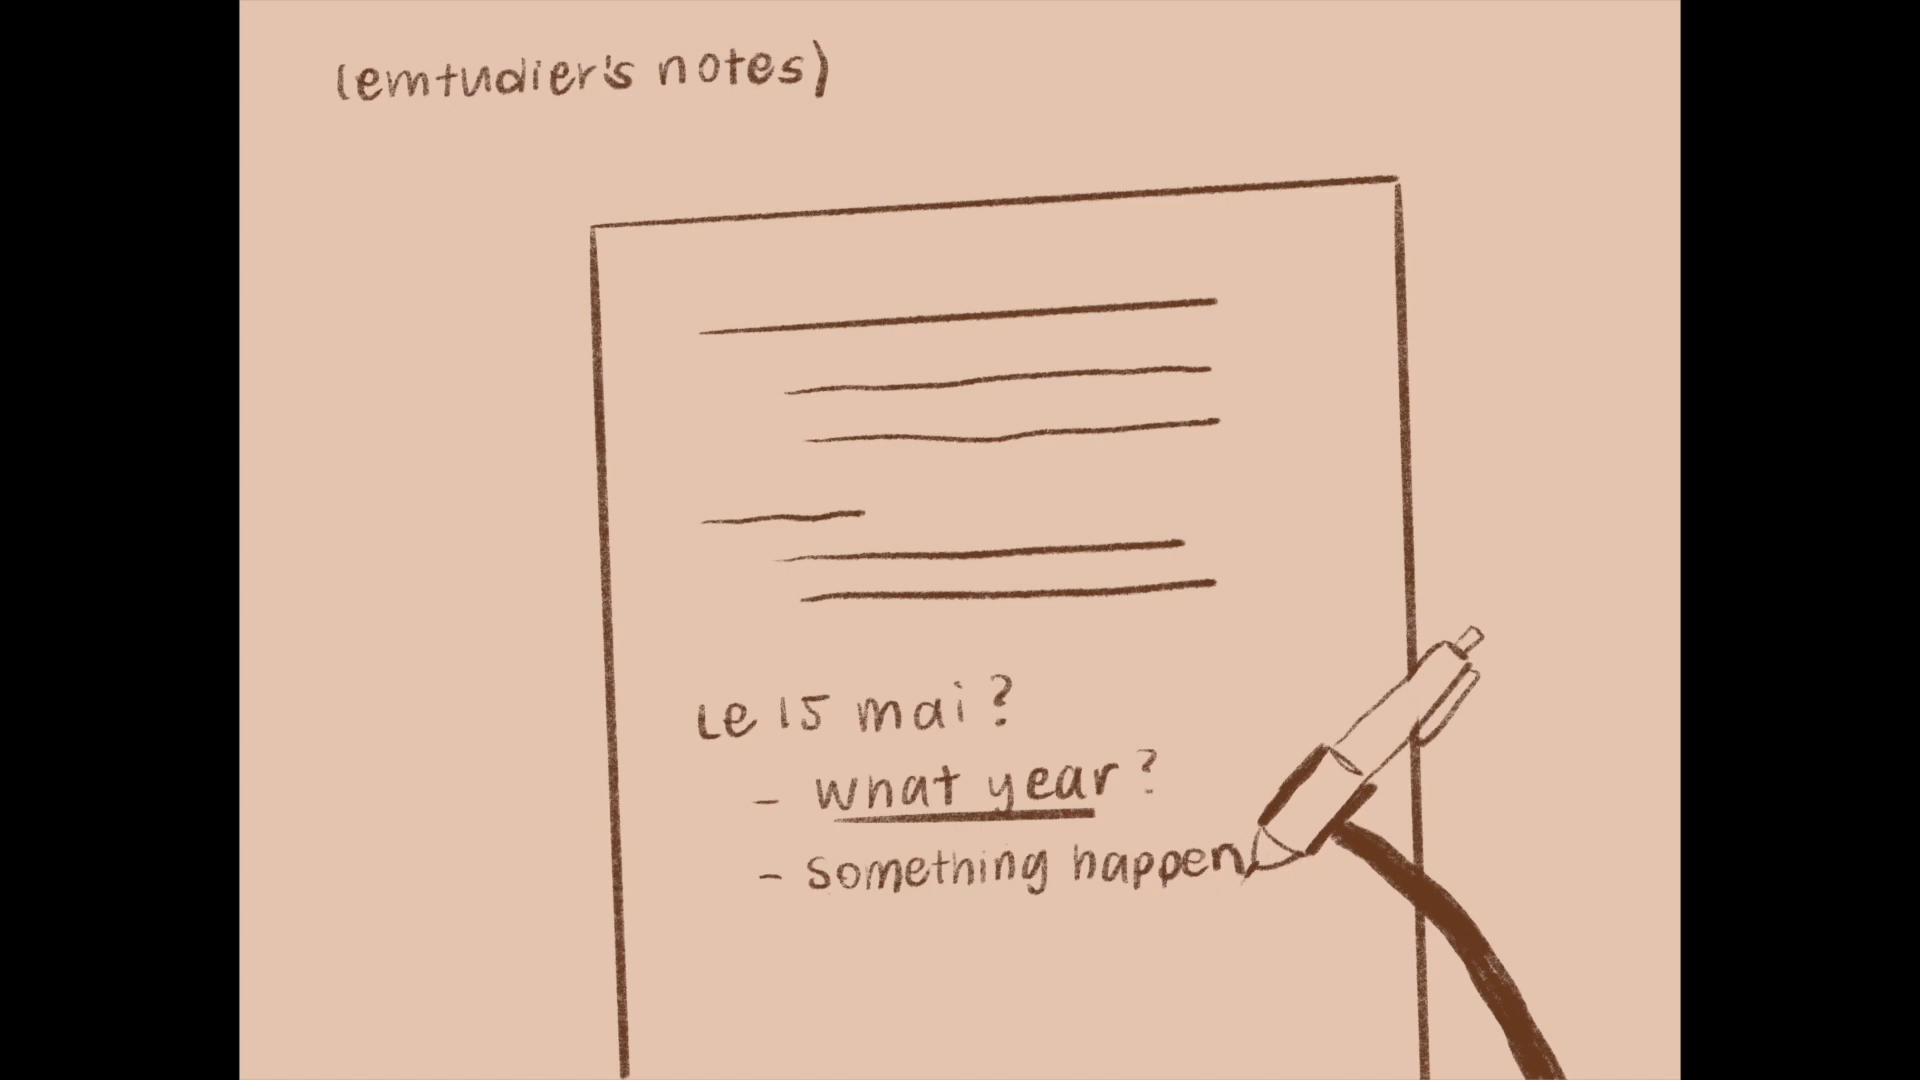 (emtudier's notes)
Le 15 mai?
- What year?
- Something happen